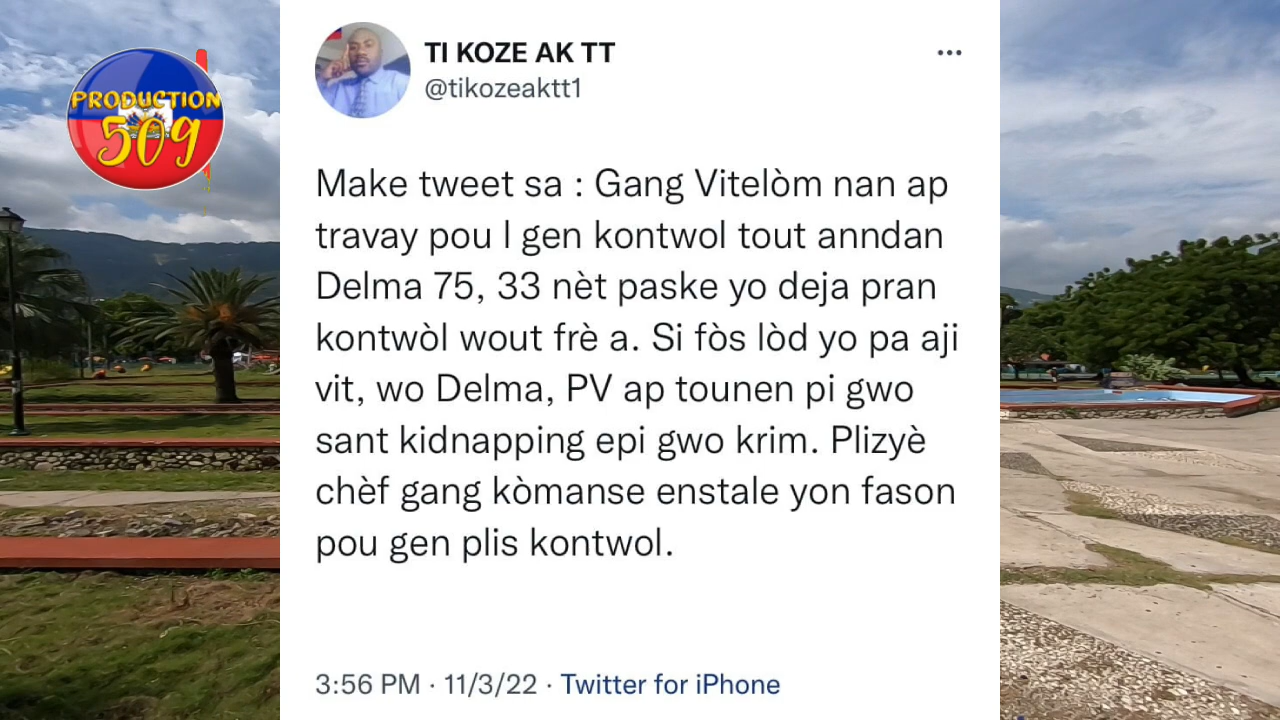 PRODUCTION
509
TI KOZE AK TT
@tikozeaktt1
Make tweet sa : Gang Vitelòm nan ap
travay pou l gen kontwol tout anndan
Delma 75, 33 nèt paske yo deja pran
kontwòl wout frè a. Si fòs lòd yo pa aji
vit, wo Delma, PV ap tounen pi gwo
sant kidnapping epi gwo krim. Plizyè
chèf gang kòmanse enstale yon fason
pou gen plis kontwol.
3:56 PM · 11/3/22 · Twitter for iPhone